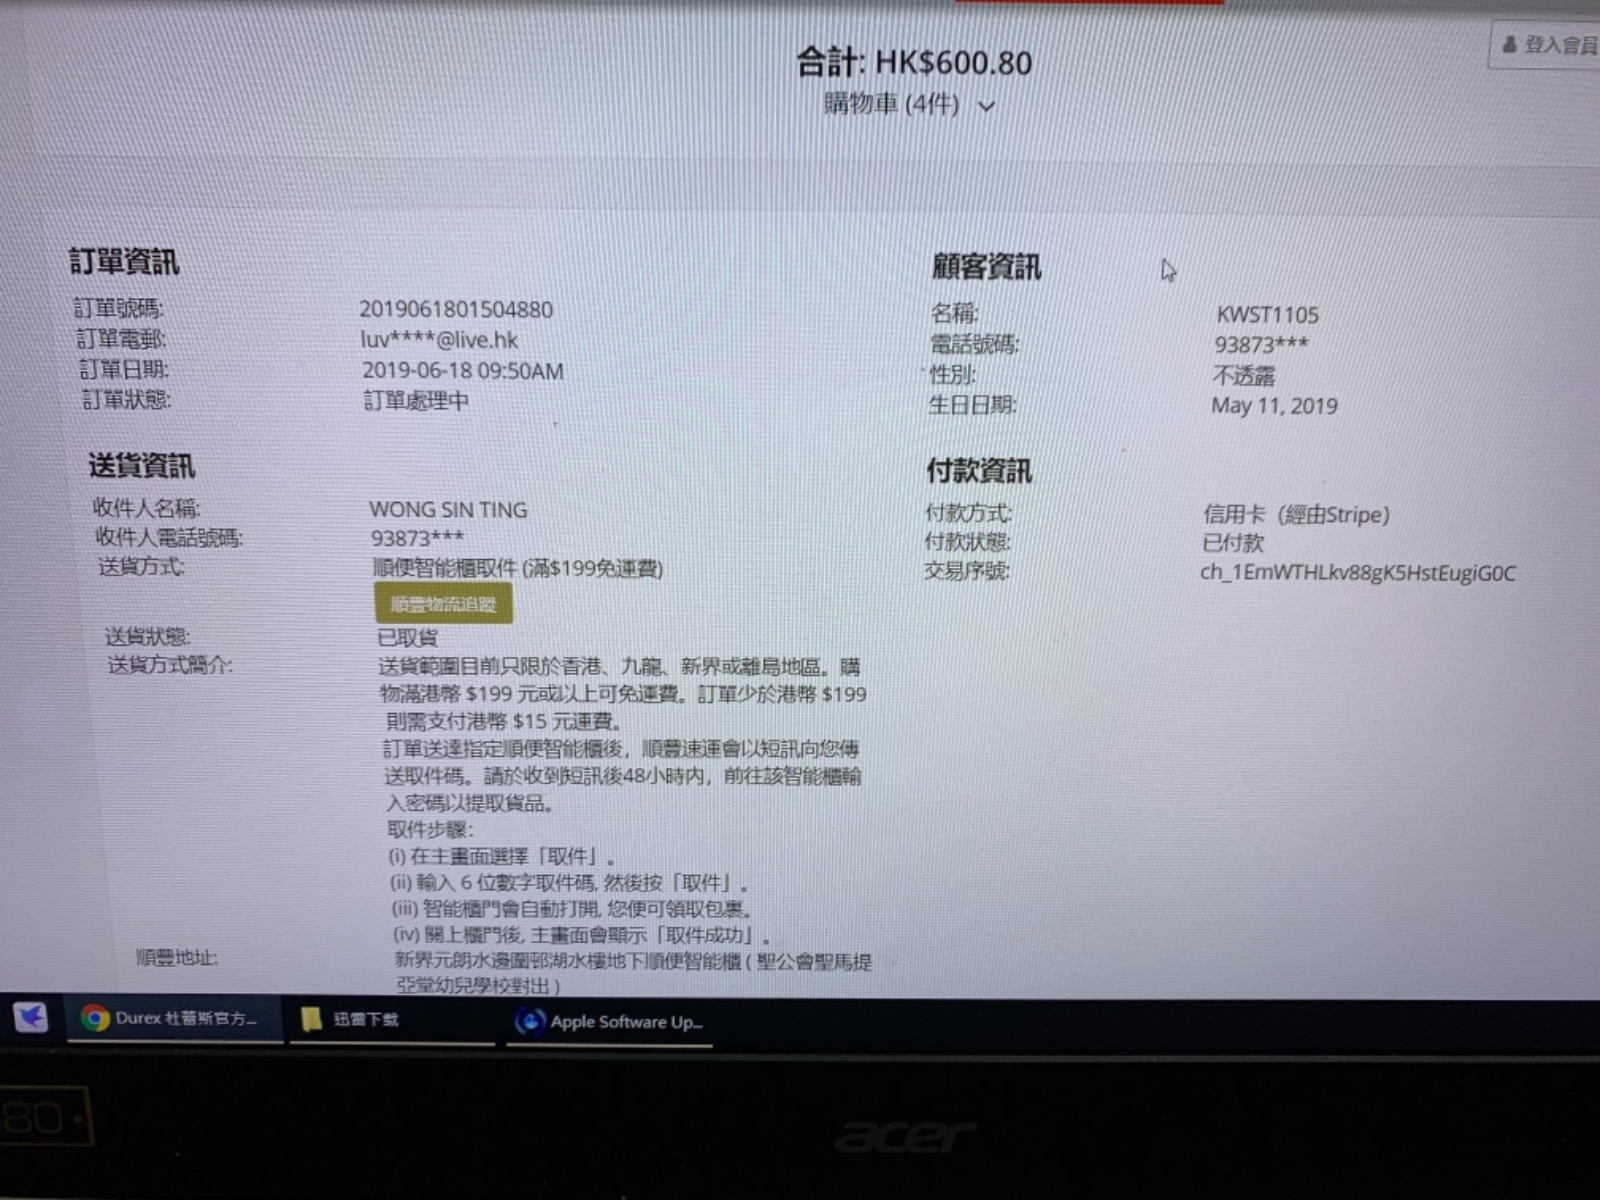 合計: HK$600.80
購物車 (4件)
登入會員
訂單資訊
訂單號碼: 20190618015048​80
訂單電郵: luv****@live.hk
訂單日期: 2019-06-18 09:50AM
訂單狀態: 訂單處理中
顧客資訊
名稱: KWST1105
電話號碼: 93873***
性別: 不透露
生日日期: May 11, 2019
送貨資訊
收件人名稱: WONG SIN TING
收件人電話號碼: 93873***
送貨方式: 順便智能櫃取件 (滿$199免運費)
順豐物流追蹤
送貨狀態: 已取貨
送貨方式簡介: 送貨範圍目前只限於香港、九龍、新界或離島地區。購
物滿港幣 $199 元或以上可免運費。訂單少於港幣 $199
則需支付港幣 $15 元運費。
訂單送達指定順便智能櫃後，順豐速運會以短訊向您傳
送取件碼。請於收到短訊後48小時內，前往該智能櫃輸
入密碼以提取貨品。
取件步驟:
(i) 在主畫面選擇「取件」。
(ii) 輸入 6 位數字取件碼, 然後按「取件」。
(iii) 智能櫃門會自動打開, 您便可領取包裹。
(iv) 關上櫃門後, 主畫面會顯示「取件成功」。
順豐地址: 新界元朗水邊圍邨湖水樓地下順便智能櫃 ( 聖公會聖馬提
亞堂幼兒學校對出 )
付款資訊
付款方式: 信用卡（經由Stripe)
付款狀態: 已付款
交易序號: ch_1EmWTHLkv88gK5HstEugiG0C
Durex 杜蕾斯官方...
迅雷下载
Apple Software Up...
acer
80